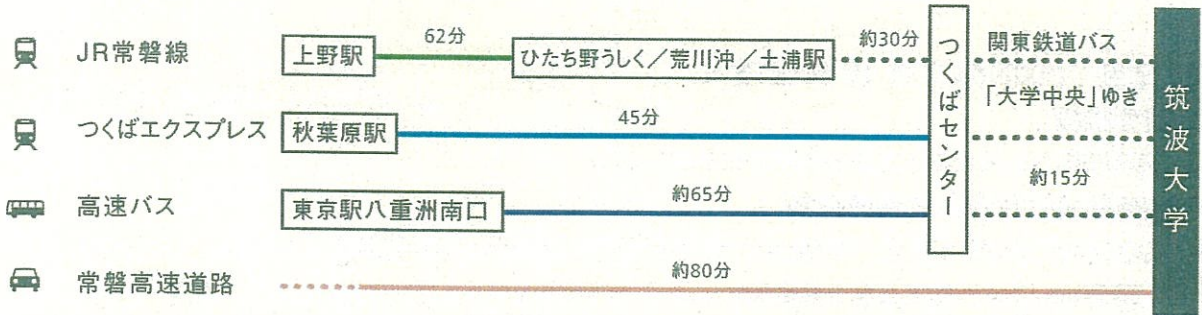 JR常磐線
上野駅
62分
ひたち野うしく／荒川沖／土浦駅
約30分
つくばセンター
関東鉄道バス
「大学中央」ゆき
約15分
筑波大学
つくばエクスプレス
秋葉原駅
45分
高速バス
東京駅八重洲南口
約65分
常磐高速道路
約80分